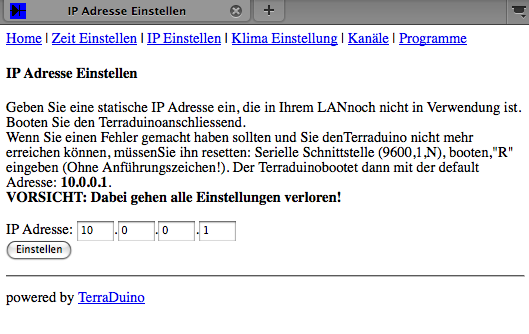 IP Adresse Einstellen
Home | Zeit Einstellen | IP Einstellen | Klima Einstellung | Kanäle | Programme
IP Adresse Einstellen
Geben Sie eine statische IP Adresse ein, die in Ihrem LANnoch nicht in Verwendung ist.
Booten Sie den Terraduinoanschliessend.
Wenn Sie einen Fehler gemacht haben sollten und Sie denTerraduino nicht mehr
erreichen können, müssenSie ihn resetten: Serielle Schnittstelle (9600,1,N), booten,"R"
eingeben (Ohne Anführungszeichen!). Der Terraduinobootet dann mit der default
Adresse: 10.0.0.1.
VORSICHT: Dabei gehen alle Einstellungen verloren!
IP Adresse: 10.0.0.1
Einstellen
powered by TerraDuino